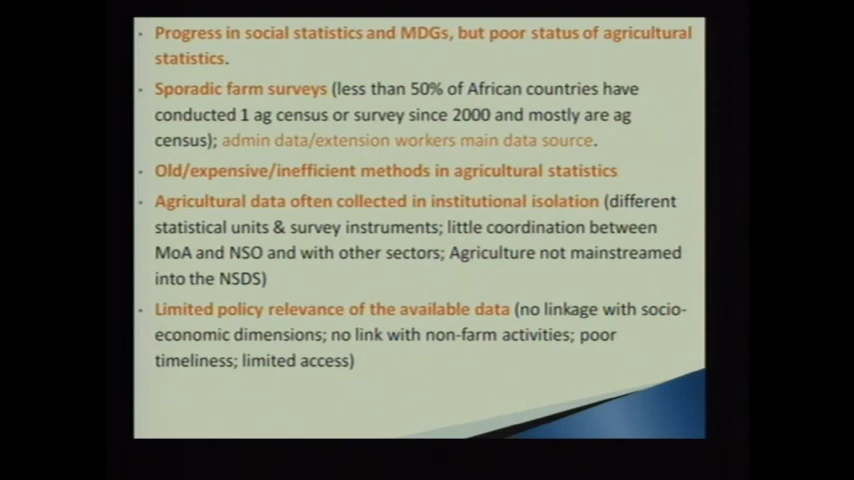 • Progress in social statistics and MDGs, but poor status of agricultural
statistics.
• Sporadic farm surveys (less than 50% of African countries have
conducted 1 ag census or survey since 2000 and mostly are ag
census); admin data/extension workers main data source.
• Old/expensive/inefficient methods in agricultural statistics
• Agricultural data often collected in institutional isolation (different
statistical units & survey instruments; little coordination between
MoA and NSO and with other sectors; Agriculture not mainstreamed
into the NSDS)
• Limited policy relevance of the available data (no linkage with socio-
economic dimensions; no link with non-farm activities; poor
timeliness; limited access)